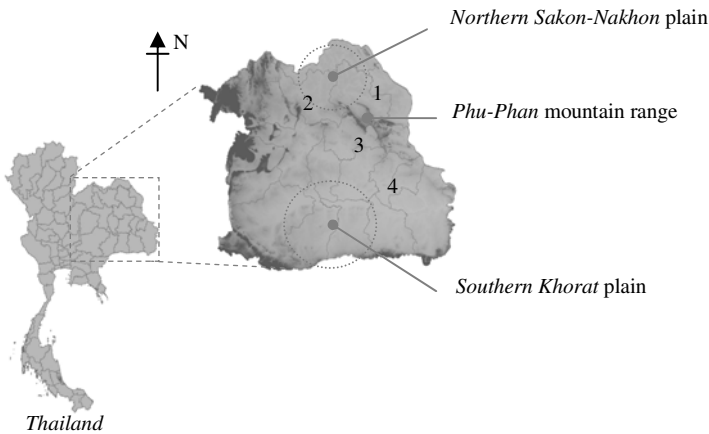 Northern Sakon-Nakhon plain
N
1
2
Phu-Phan mountain range
3
4
Southern Khorat plain
Thailand